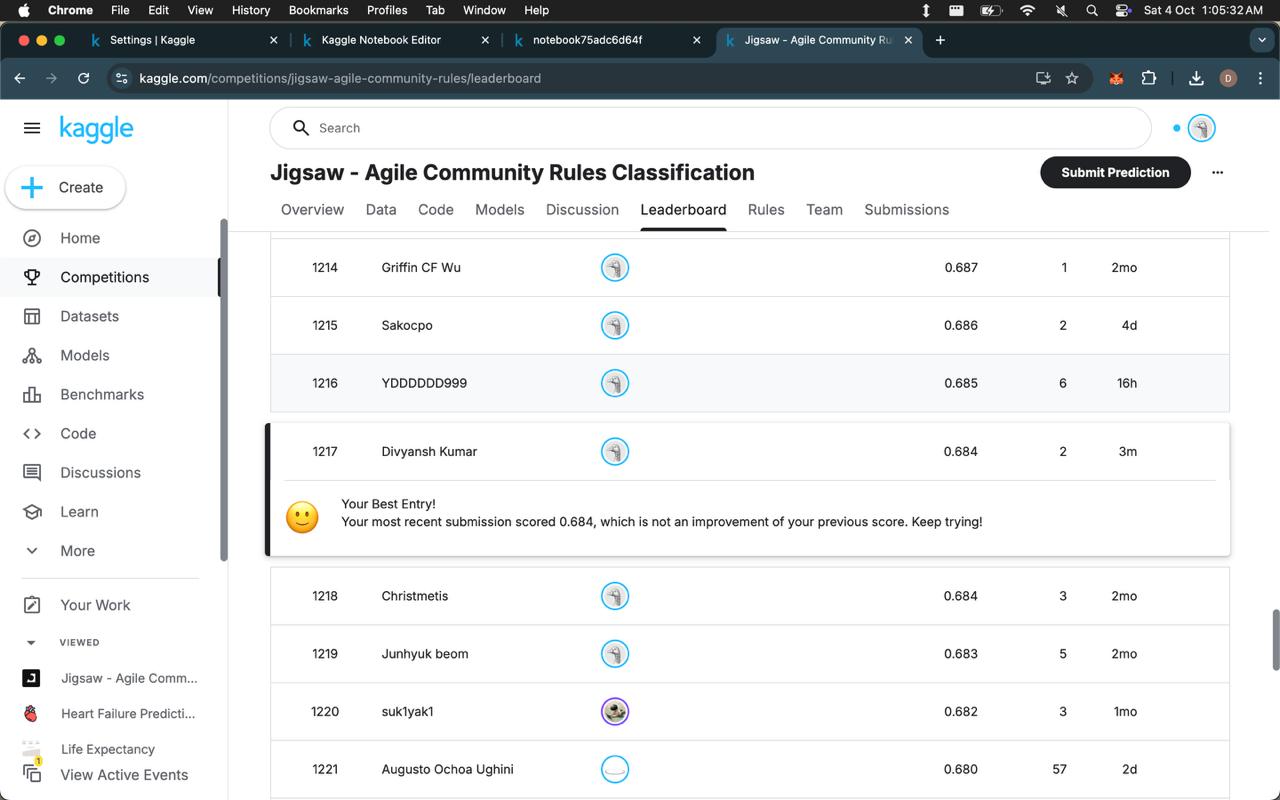 Chrome File Edit View History Bookmarks Profiles Tab Window Help Sat 4 Oct 1:05:32 AM
Settings | Kaggle
Kaggle Notebook Editor
notebook75adc6d64f
Jigsaw - Agile Community Ru
kaggle.com/competitions/jigsaw-agile-community-rules/leaderboard
D
kaggle
Search
Create
Home
Competitions
Datasets
Models
Benchmarks
Code
Discussions
Learn
More
Your Work
VIEWED
Jigsaw - Agile Comm...
Heart Failure Predicti...
Life Expectancy
1
View Active Events
Jigsaw - Agile Community Rules Classification
Submit Prediction
Overview Data Code Models Discussion Leaderboard Rules Team Submissions
1214 Griffin CF Wu 0.687 1 2mo
1215 Sakocpo 0.686 2 4d
1216 YDDDDDD999 0.685 6 16h
1217 Divyansh Kumar 0.684 2 3m
Your Best Entry!
Your most recent submission scored 0.684, which is not an improvement of your previous score. Keep trying!
1218 Christmetis 0.684 3 2mo
1219 Junhyuk beom 0.683 5 2mo
1220 suk1yak1 0.682 3 1mo
1221 Augusto Ochoa Ughini 0.680 57 2d